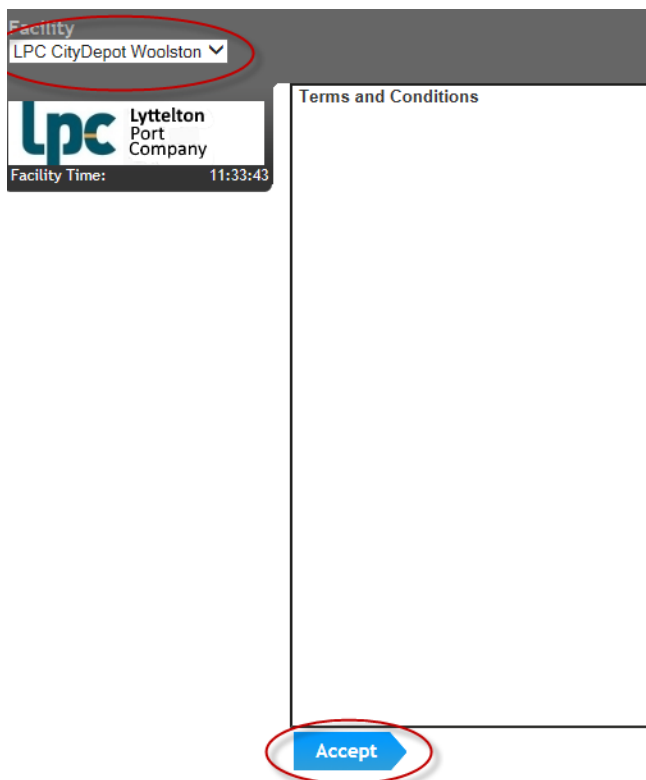 Facility
LPC CityDepot Woolston
Terms and Conditions
lpc Lyttelton
Port
Company
Facility Time: 11:33:43
Accept